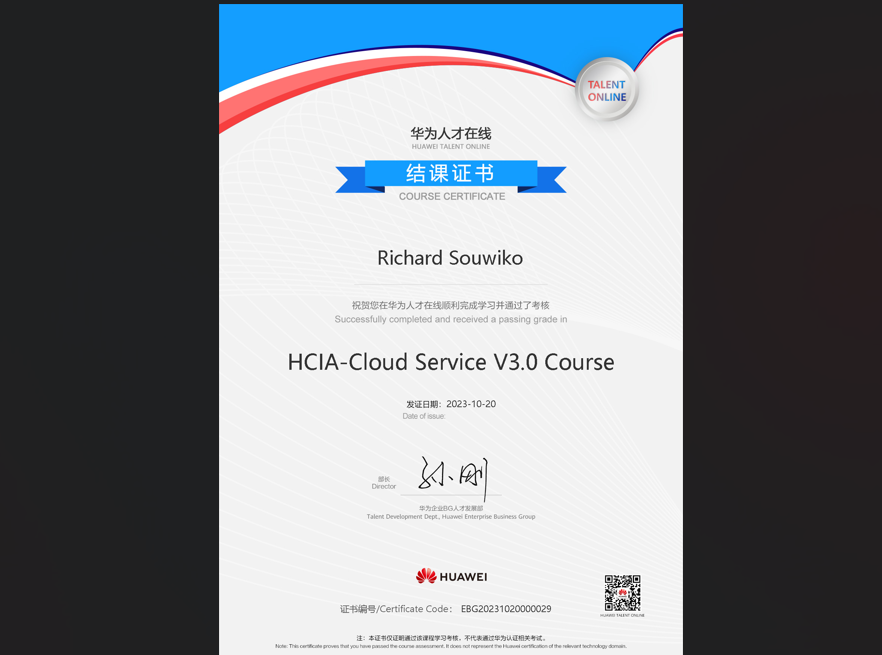 TALENT
ONLINE
华为人才在线
HUAWEI TALENT ONLINE
结课证书
COURSE CERTIFICATE
Richard Souwiko
祝贺您在华为人才在线顺利完成学习并通过了考核
Successfully completed and received a passing grade in
HCIA-Cloud Service V3.0 Course
发证日期：2023-10-20
Date of issue:
孙小刚
部长
Director
华为企业BG人才发展部
Talent Development Dept., Huawei Enterprise Business Group
HUAWEI
证书编号/Certificate Code： EBG20231020000029
HUAWEI TALENT ONLINE
注：本证书仅证明通过该课程学习考核，不代表通过华为认证相关考试。
Note: This certificate proves that you have passed the course assessment. It does not represent the Huawei certification of the relevant technology domain.